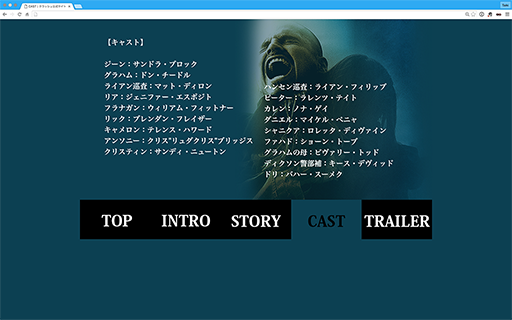 【キャスト】
ジーン：サンドラ・ブロック
グラハム：ドン・チードル
ライアン巡査：マット・ディロン
リア：ジェニファー・エスポジト
フラナガン：ウィリアム・フィットナー
リック：ブレンダン・フレイザー
キャメロン：テレンス・ハワード
アンソニー：クリス"リュダクリス"ブリッジス
クリスティン：サンディ・ニュートン
ハンセン巡査：ライアン・フィリップ
ピーター：ラレンツ・テイト
カレン：ノナ・ゲイ
ダニエル：マイケル・ペニャ
シャニクア：ロレッタ・ディヴァイン
ファハド：ショーン・トーブ
グラハムの母：ビヴァリー・トッド
ディクソン警部補：キース・デヴィッド
ドリ：バハー・スーメク
TOP
INTRO
STORY
CAST
TRAILER